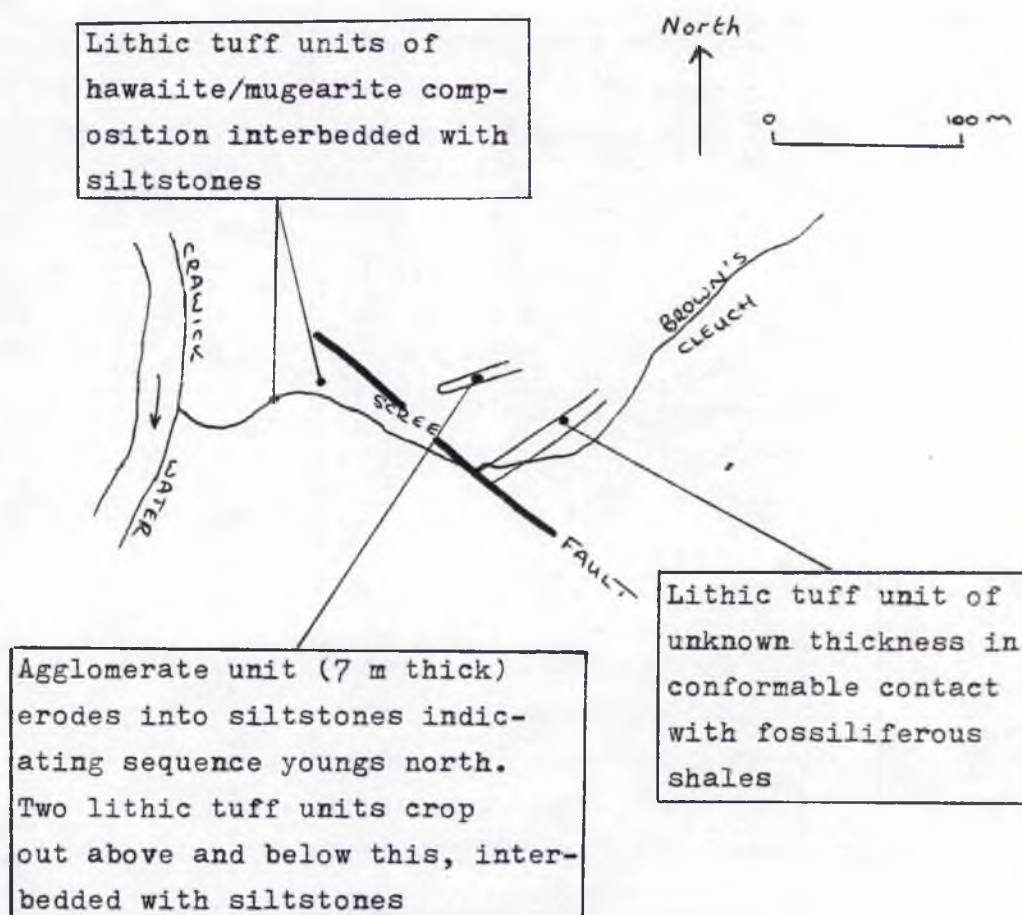 Lithic tuff units of
hawaiite/mugearite comp-
osition interbedded with
siltstones
North
0
100 m
CRAWICK
WATER
BROWN'S
CLEUCH
SCREE
FAULT.
Agglomerate unit (7 m thick)
erodes into siltstones indic-
ating sequence youngs north.
Two lithic tuff units crop
out above and below this, inter-
bedded with siltstones
Lithic tuff unit of
unknown thickness in
conformable contact
with fossiliferous
shales